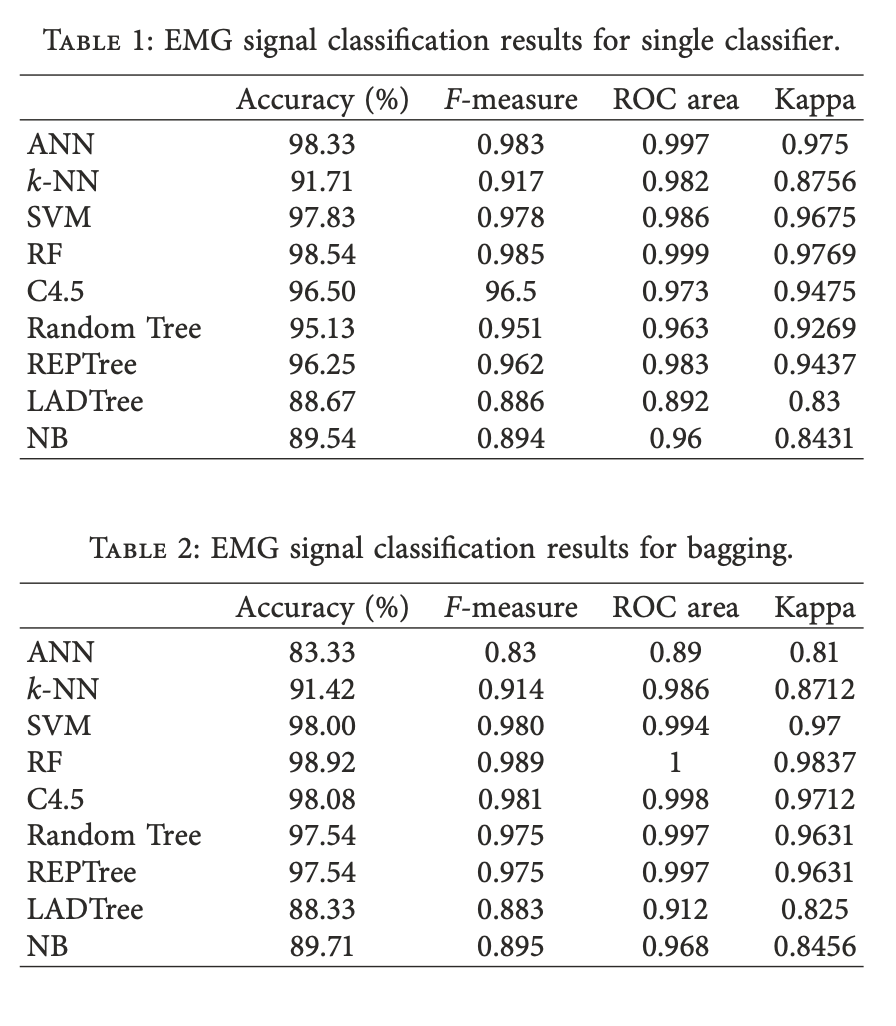 TABLE 1: EMG signal classification results for single classifier.
Accuracy (%) F-measure ROC area Kappa
ANN 98.33 0.983 0.997 0.975
k-NN 91.71 0.917 0.982 0.8756
SVM 97.83 0.978 0.986 0.9675
RF 98.54 0.985 0.999 0.9769
C4.5 96.50 96.5 0.973 0.9475
Random Tree 95.13 0.951 0.963 0.9269
REPTree 96.25 0.962 0.983 0.9437
LADTree 88.67 0.886 0.892 0.83
NB 89.54 0.894 0.96 0.8431
TABLE 2: EMG signal classification results for bagging.
Accuracy (%) F-measure ROC area Kappa
ANN 83.33 0.83 0.89 0.81
k-NN 91.42 0.914 0.986 0.8712
SVM 98.00 0.980 0.994 0.97
RF 98.92 0.989 1 0.9837
C4.5 98.08 0.981 0.998 0.9712
Random Tree 97.54 0.975 0.997 0.9631
REPTree 97.54 0.975 0.997 0.9631
LADTree 88.33 0.883 0.912 0.825
NB 89.71 0.895 0.968 0.8456